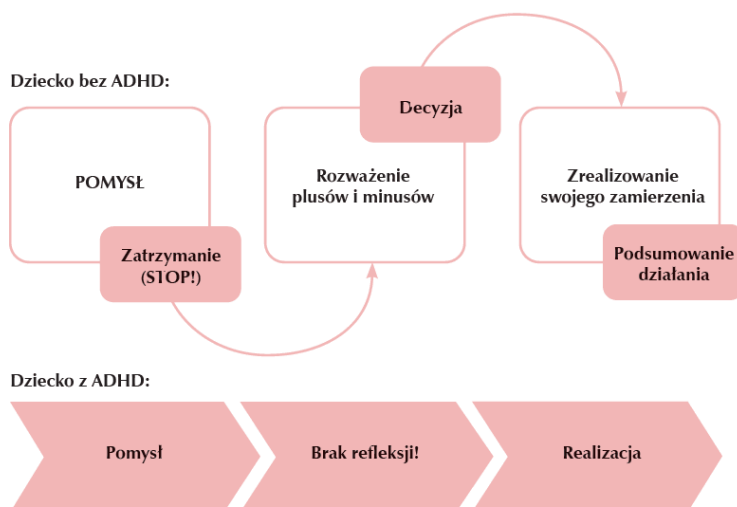 Dziecko bez ADHD:
POMYSŁ
Zatrzymanie
(STOP!)
Rozważenie
plusów i minusów
Decyzja
Zrealizowanie
swojego zamierzenia
Podsumowanie
działania
Dziecko z ADHD:
Pomysł
Brak refleksji!
Realizacja